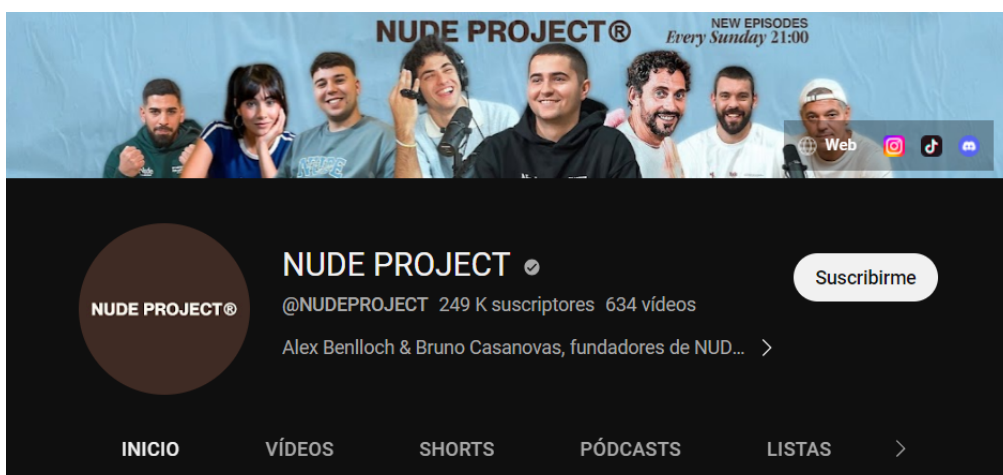 NUDE PROJECT®
NEW EPISODES
Every Sunday 21:00
Web
NUDE PROJECT®
NUDE PROJECT
@NUDEPROJECT 249 K suscriptores 634 vídeos
Suscribirme
Alex Benlloch & Bruno Casanovas, fundadores de NUD...
INICIO VÍDEOS SHORTS PÓDCASTS LISTAS